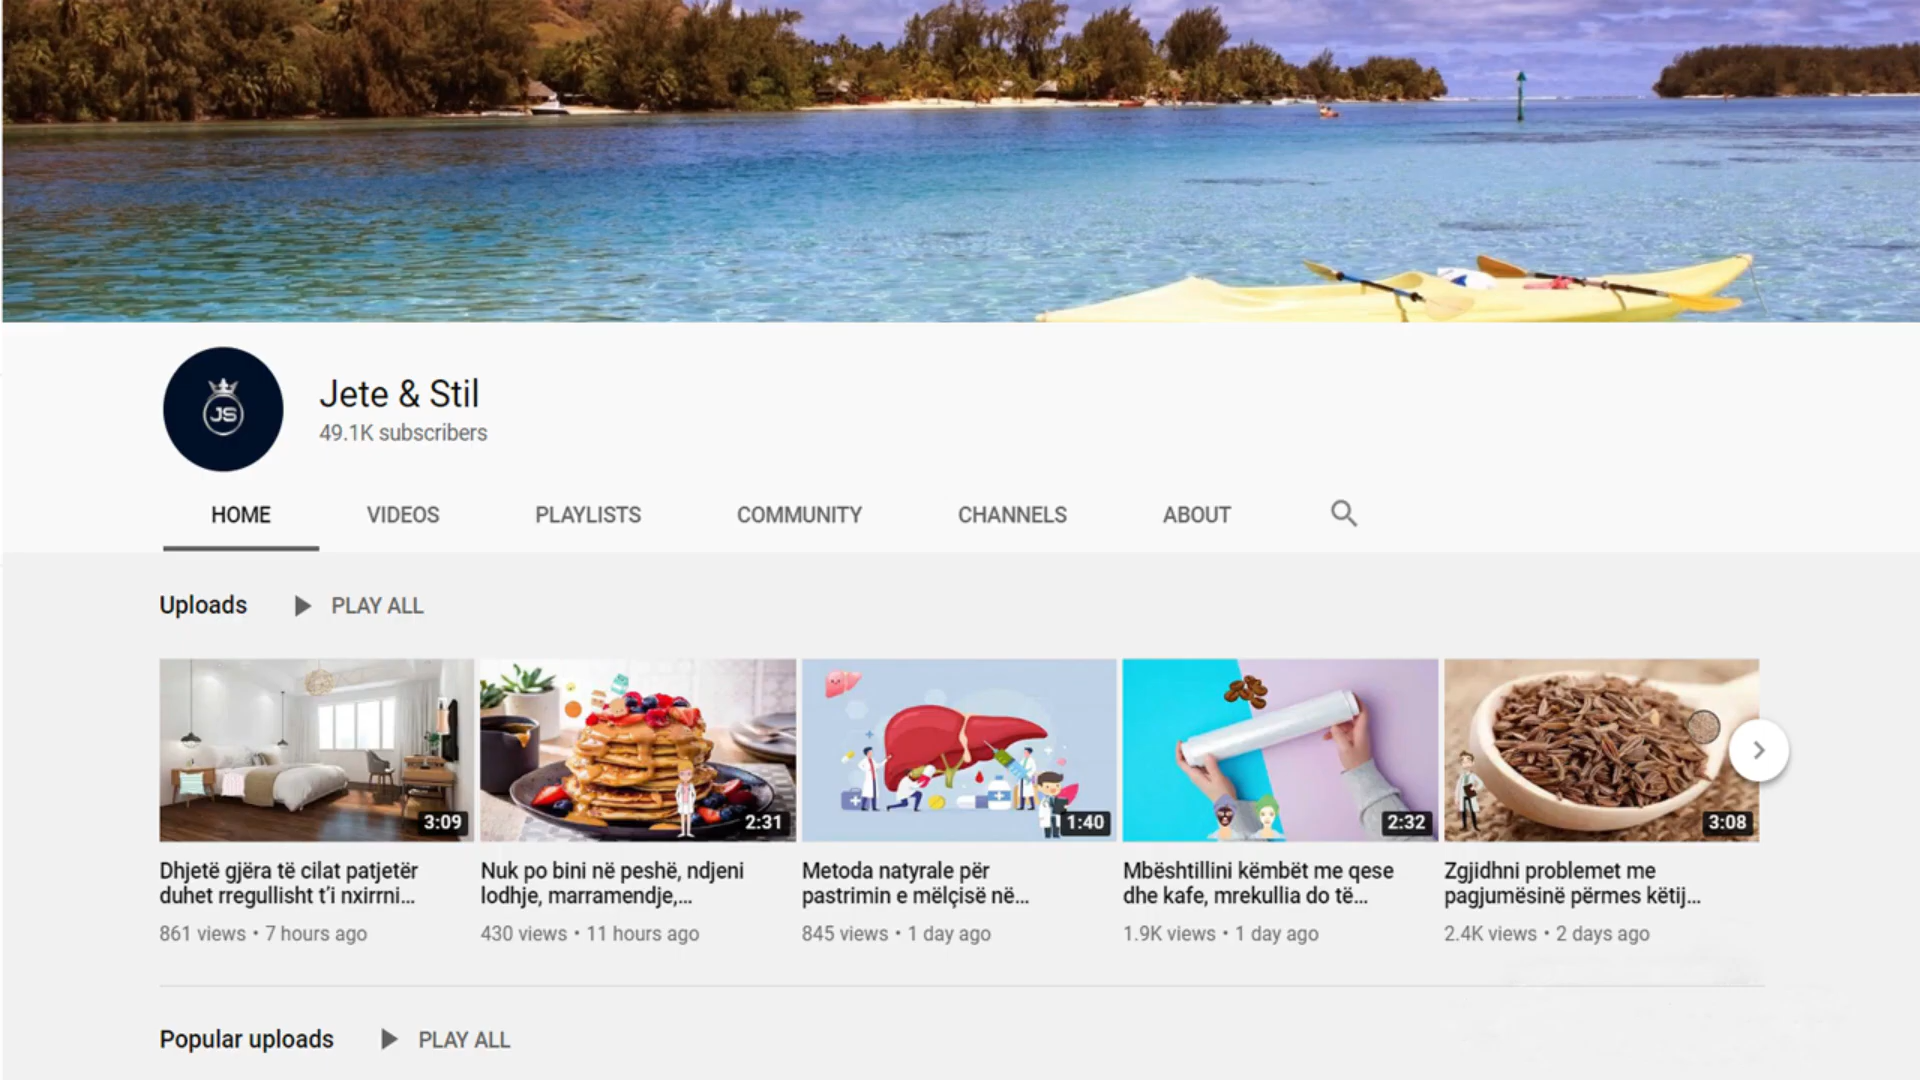 JS
Jete & Stil
49.1K subscribers
HOME VIDEOS PLAYLISTS COMMUNITY CHANNELS ABOUT
Uploads PLAY ALL
3:09 2:31 1:40 2:32 3:08
Dhjetë gjëra të cilat patjetër
duhet rregullisht t’i nxirrni...
861 views • 7 hours ago
Nuk po bini në peshë, ndjeni
lodhje, marramendje,...
430 views • 11 hours ago
Metoda natyrale për
pastrimin e mëlçisë në...
845 views • 1 day ago
Mbështillini këmbët me qese
dhe kafe, mrekullia do të...
1.9K views • 1 day ago
Zgjidhni problemet me
pagjumësinë përmes këtij...
2.4K views • 2 days ago
Popular uploads PLAY ALL